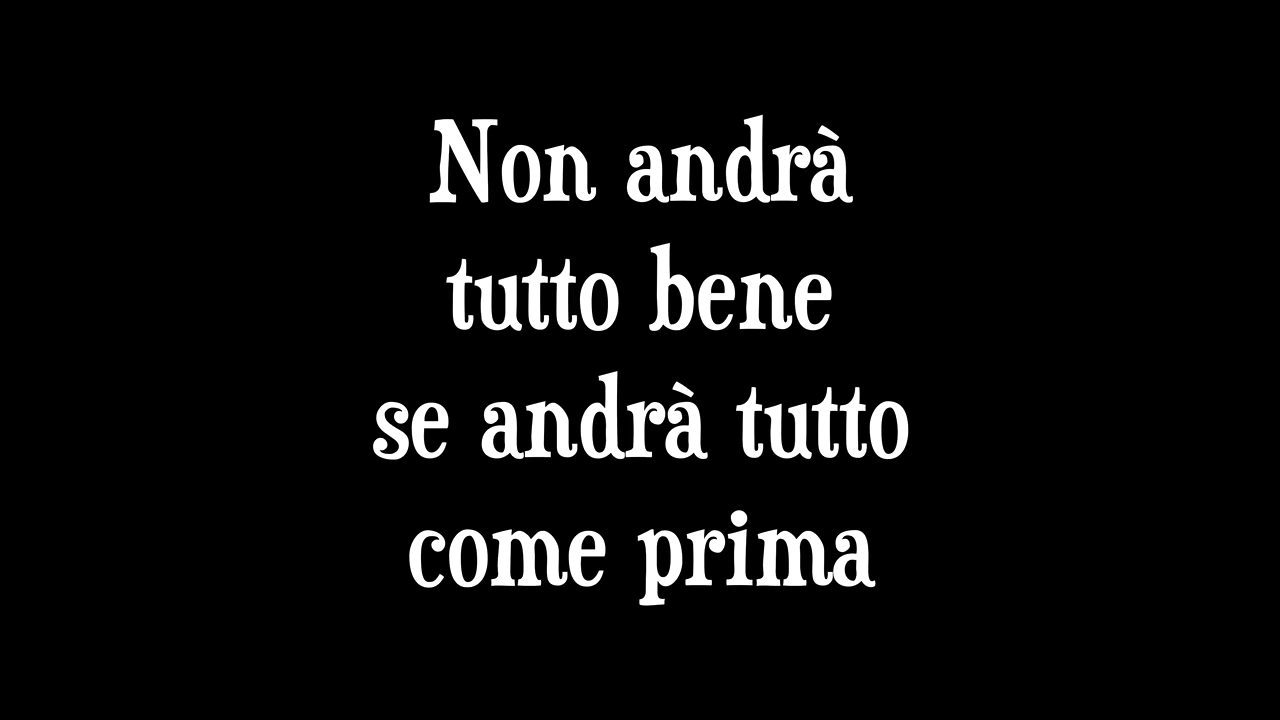 Non andrà
tutto bene
se andrà tutto
come prima